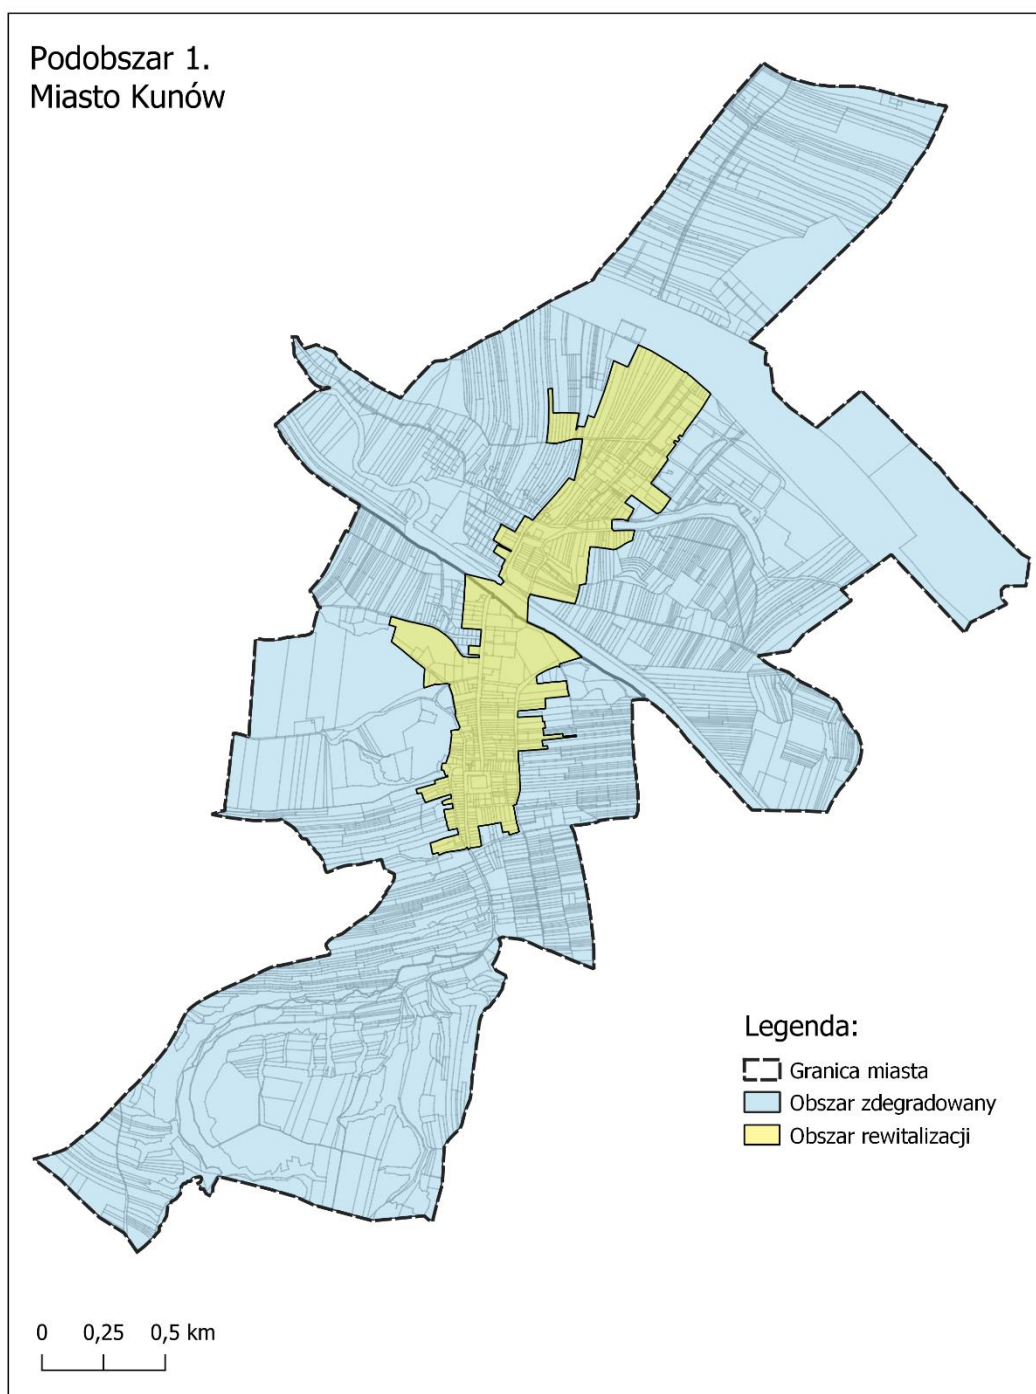 Podobszar 1.
Miasto Kunów
Legenda:
Granica miasta
Obszar zdegradowany
Obszar rewitalizacji
0 0,25 0,5 km